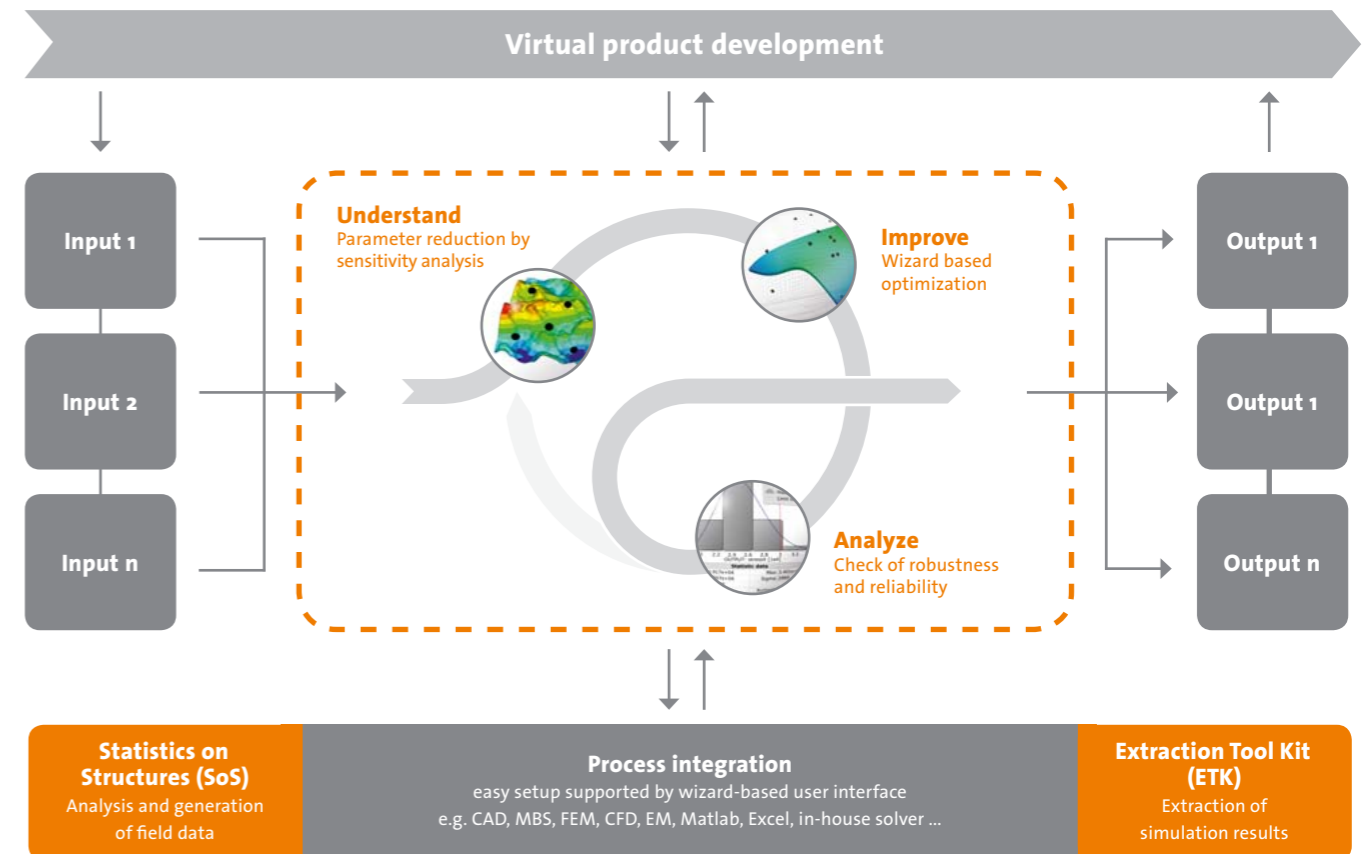 Virtual product development
Input 1
Input 2
Input n
Understand
Parameter reduction by
sensitivity analysis
Improve
Wizard based
optimization
Analyze
Check of robustness
and reliability
Statistic data
Output 1
Output 1
Output n
Statistics on
Structures (SoS)
Analysis and generation
of field data
Process integration
easy setup supported by wizard-based user interface
e.g. CAD, MBS, FEM, CFD, EM, Matlab, Excel, in-house solver ...
Extraction Tool Kit
(ETK)
Extraction of
simulation results